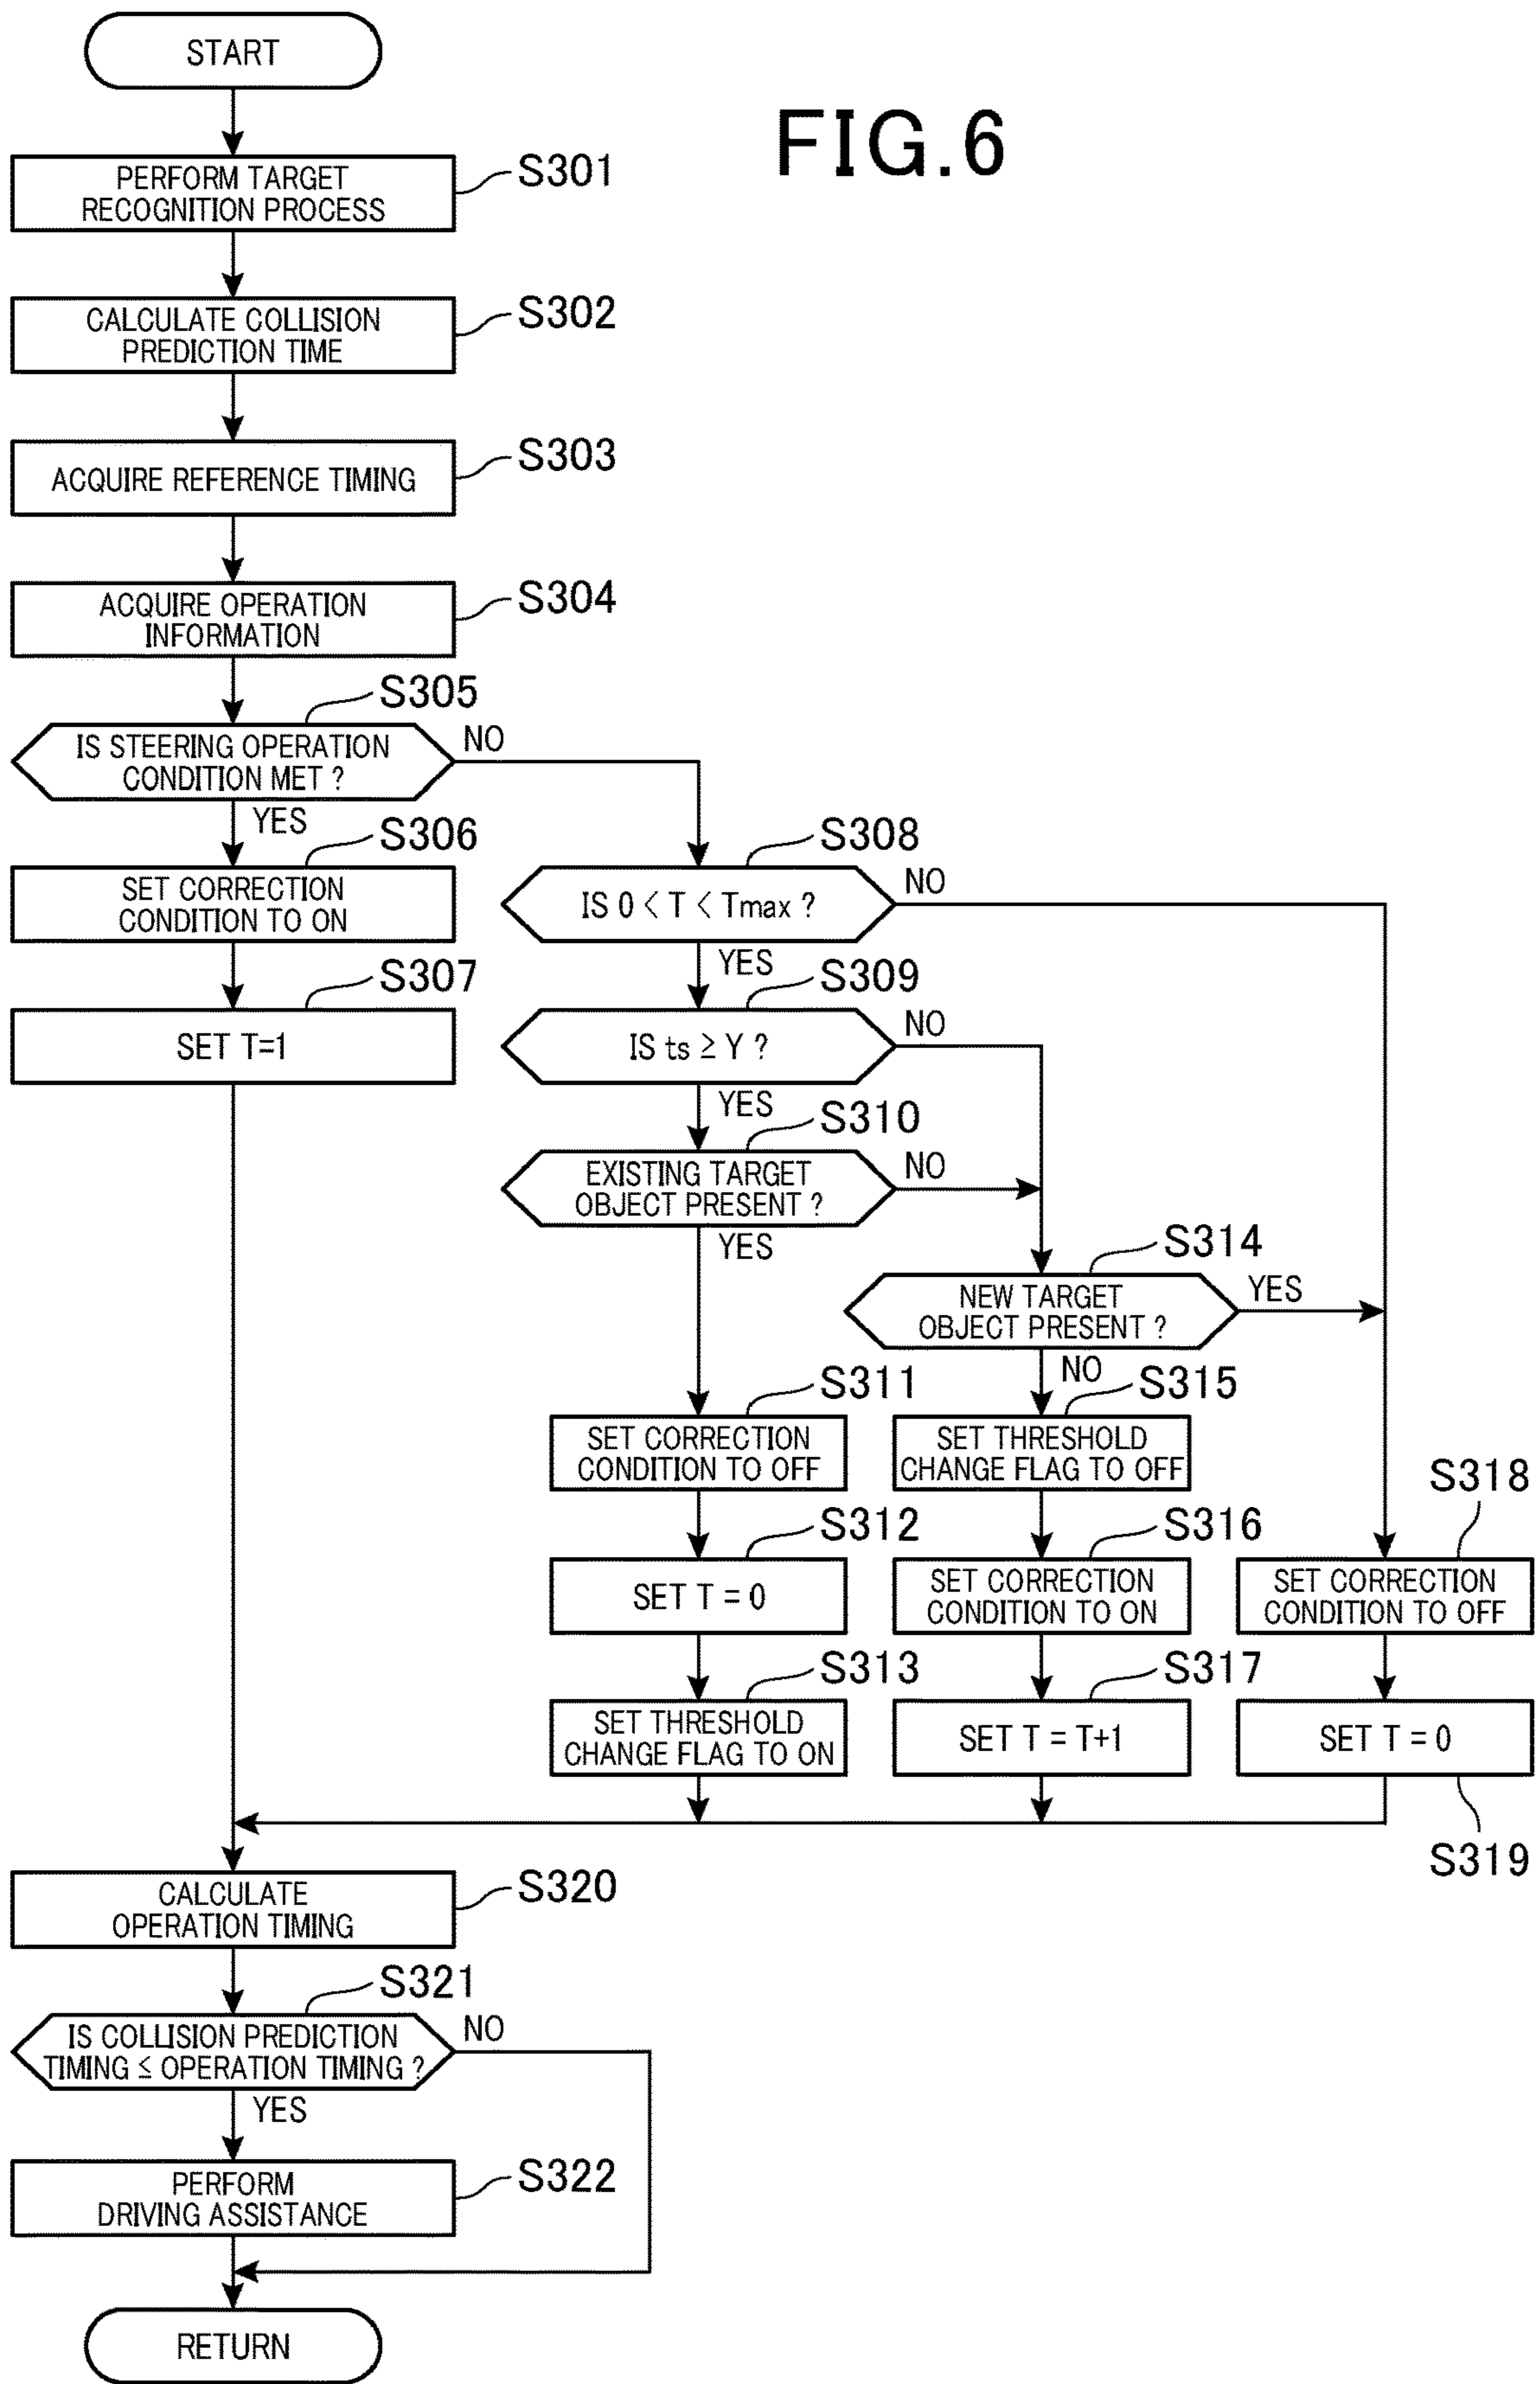 START
FIG.6
PERFORM TARGET
RECOGNITION PROCESS
S301
CALCULATE COLLISION
PREDICTION TIME
S302
ACQUIRE REFERENCE TIMING
S303
ACQUIRE OPERATION
INFORMATION
S304
S305
IS STEERING OPERATION
CONDITION MET ?
NO
YES
S306
SET CORRECTION
CONDITION TO ON
S307
SET T=1
S308
IS 0 < T < Tmax ?
NO
YES
S309
IS ts ≥ Y ?
NO
YES
S310
EXISTING TARGET
OBJECT PRESENT ?
NO
YES
S314
NEW TARGET
OBJECT PRESENT ?
YES
NO
S311
SET CORRECTION
CONDITION TO OFF
S315
SET THRESHOLD
CHANGE FLAG TO OFF
S312
SET T = 0
S316
SET CORRECTION
CONDITION TO ON
S318
SET CORRECTION
CONDITION TO OFF
S313
SET THRESHOLD
CHANGE FLAG TO ON
S317
SET T = T+1
SET T = 0
S319
CALCULATE
OPERATION TIMING
S320
S321
IS COLLISION PREDICTION
TIMING ≤ OPERATION TIMING ?
NO
YES
PERFORM
DRIVING ASSISTANCE
S322
RETURN